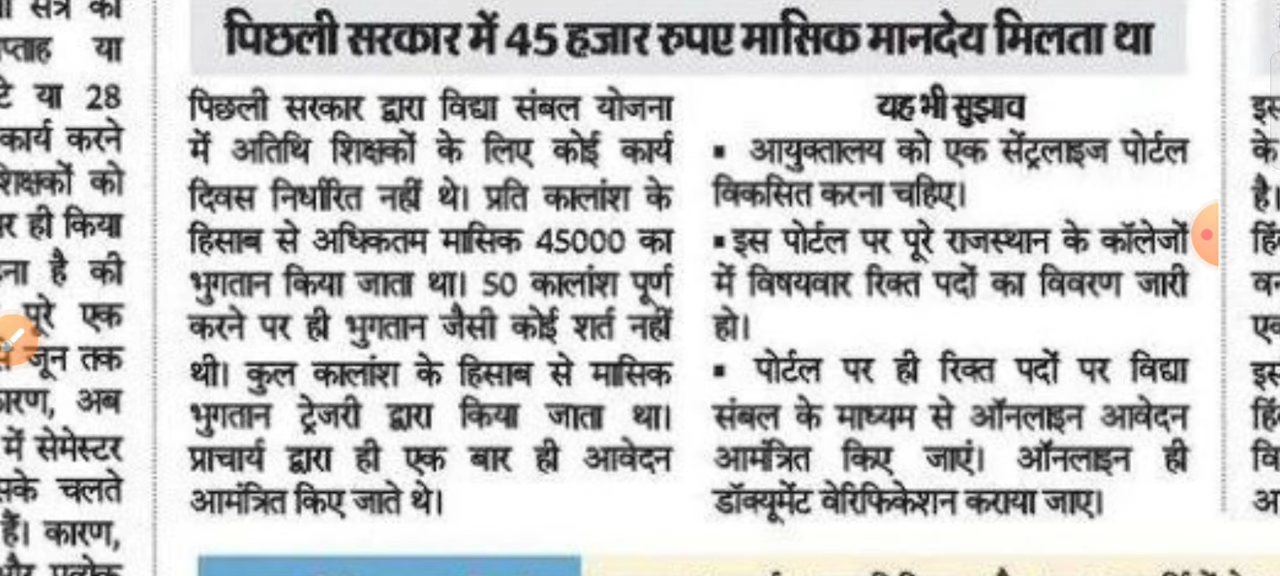 सत्र की
या
या 28
कार्य करने
शिक्षकों को
ही किया
है की
पूरे एक
जून तक
अब
में सेमेस्टर
चलते
हैं। कारण,
पिछली सरकार में 45 हजार रुपए मासिक मानदेय मिलता था
पिछली सरकार द्वारा विद्या संबल योजना
में अतिथि शिक्षकों के लिए कोई कार्य
दिवस निर्धारित नहीं थे। प्रति कालांश के
हिसाब से अधिकतम मासिक 45000 का
भुगतान किया जाता था। 50 कालांश पूर्ण
करने पर ही भुगतान जैसी कोई शर्त नहीं
थी। कुल कालांश के हिसाब से मासिक
भुगतान ट्रेजरी द्वारा किया जाता था।
प्राचार्य द्वारा ही एक बार ही आवेदन
आमंत्रित किए जाते थे।
यह भी सुझाव
▪ आयुक्तालय को एक सेंट्रलाइज पोर्टल
विकसित करना चहिए।
▪ इस पोर्टल पर पूरे राजस्थान के कॉलेजों
में विषयवार रिक्त पदों का विवरण जारी
हो।
▪ पोर्टल पर ही रिक्त पदों पर विद्या
संबल के माध्यम से ऑनलाइन आवेदन
आमंत्रित किए जाएं। ऑनलाइन ही
डॉक्यूमेंट वेरिफिकेशन कराया जाए।
के
है।